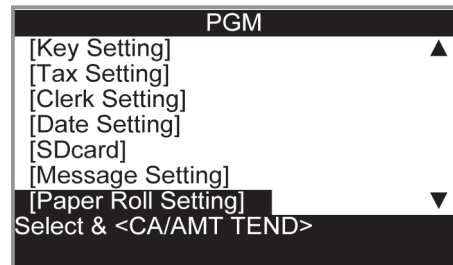 PGM
[Key Setting]
[Tax Setting]
[Clerk Setting]
[Date Setting]
[SDcard]
[Message Setting]
[Paper Roll Setting]
Select & <CA/AMT TEND>